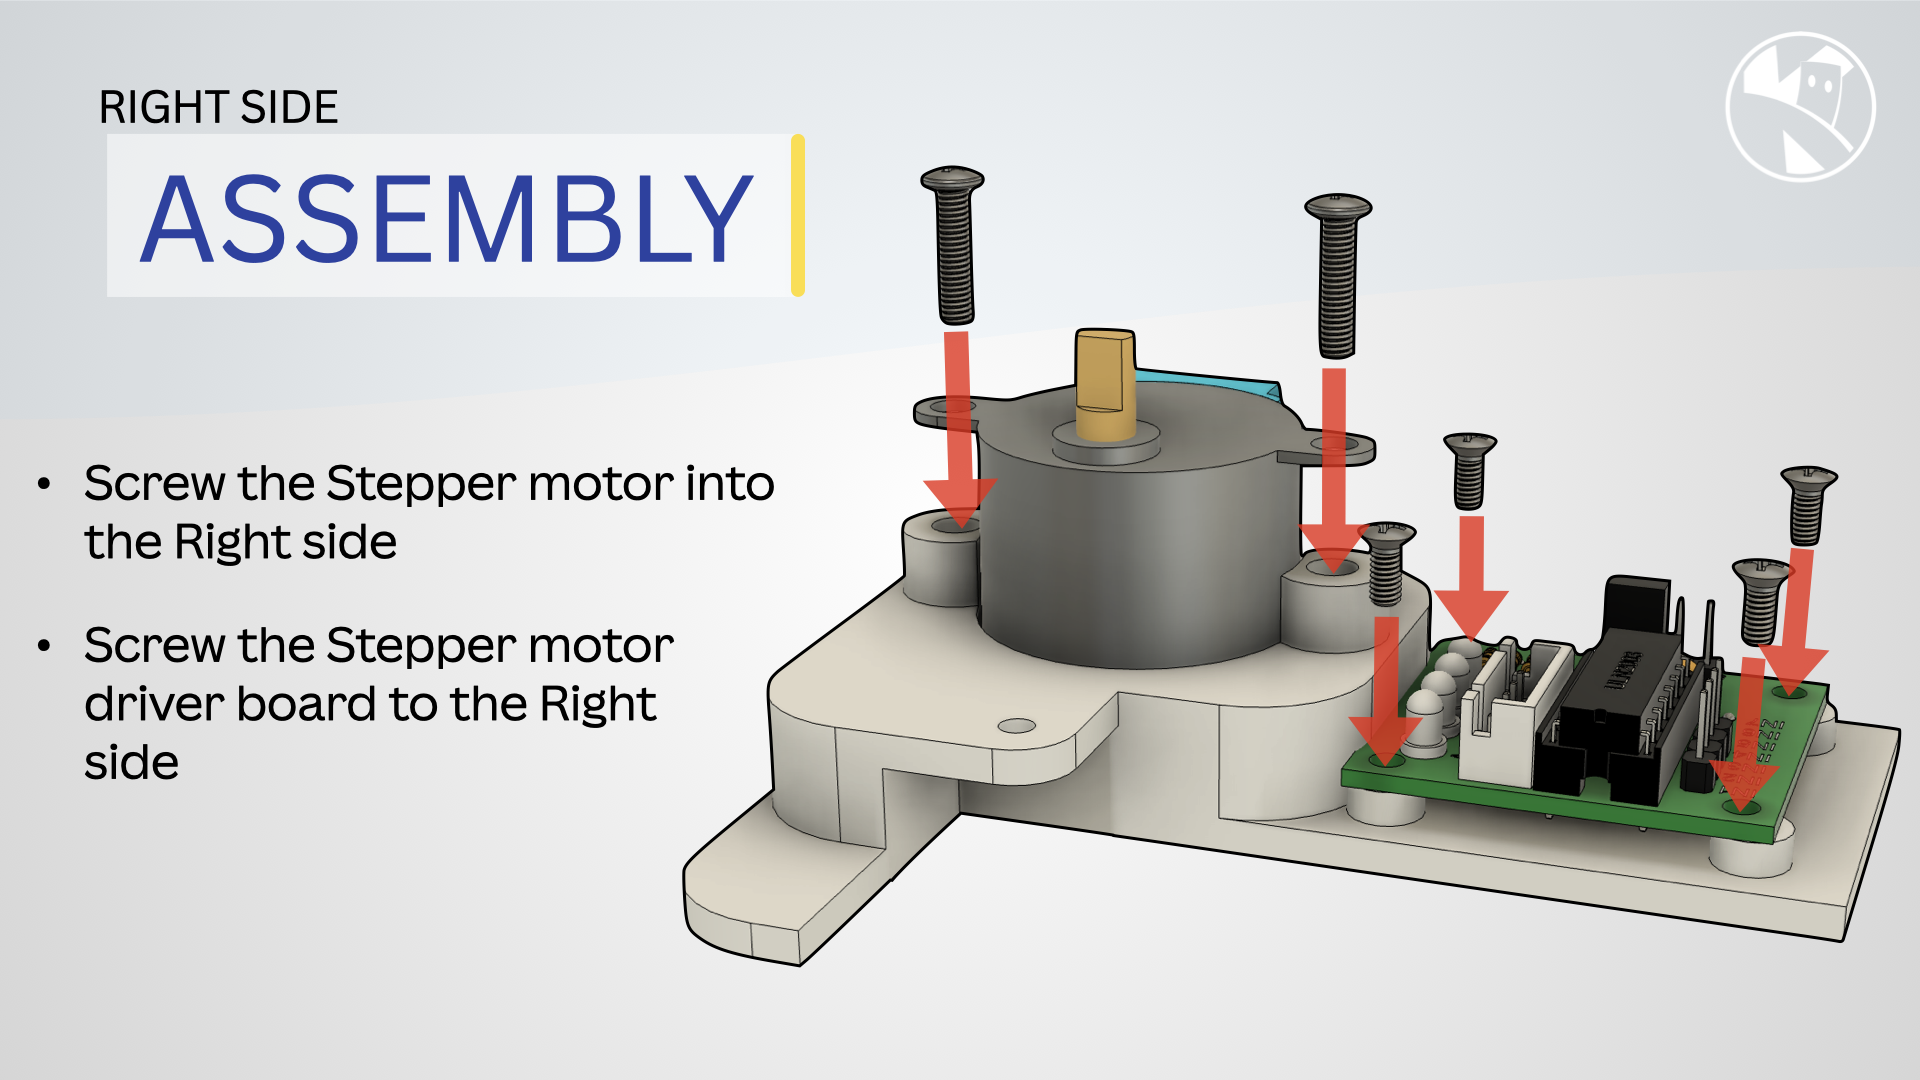 RIGHT SIDE
ASSEMBLY
• Screw the Stepper motor into
the Right side
• Screw the Stepper motor
driver board to the Right
side